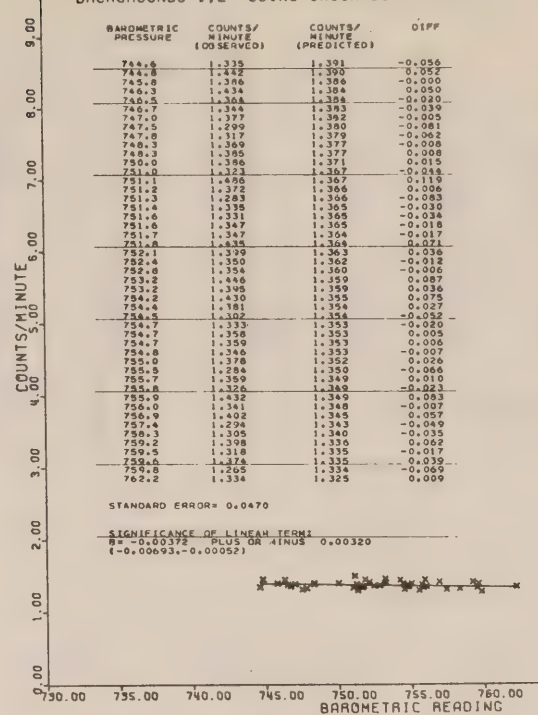 BAROMETRIC PRESSURE COUNTS/ MINUTE (OBSERVED) COUNTS/ MINUTE (PREDICTED) DIFF
744.6 1.335 1.391 -0.056
744.8 1.442 1.390 0.052
745.8 1.386 1.386 -0.000
746.3 1.434 1.384 0.050
746.5 1.364 1.384 -0.020
746.7 1.344 1.383 -0.039
747.0 1.377 1.382 -0.005
747.5 1.299 1.380 -0.081
747.8 1.317 1.379 -0.062
748.3 1.369 1.377 -0.008
748.3 1.385 1.377 0.008
750.0 1.386 1.371 0.015
751.0 1.323 1.367 -0.044
751.1 1.486 1.367 0.119
751.2 1.372 1.366 0.006
751.3 1.283 1.366 -0.083
751.4 1.335 1.365 -0.030
751.6 1.331 1.365 -0.034
751.6 1.347 1.365 -0.018
751.7 1.347 1.364 -0.017
751.8 1.435 1.364 0.071
752.1 1.399 1.363 0.036
752.4 1.350 1.362 -0.012
752.8 1.354 1.360 -0.006
753.2 1.446 1.359 0.087
753.2 1.395 1.359 0.036
754.2 1.430 1.355 0.075
754.4 1.381 1.354 0.027
754.5 1.302 1.354 -0.052
754.7 1.333 1.353 -0.020
754.7 1.358 1.353 0.005
754.7 1.359 1.353 0.006
754.8 1.346 1.353 -0.007
755.0 1.378 1.352 0.026
755.5 1.284 1.350 -0.066
755.7 1.359 1.349 0.010
755.8 1.326 1.349 -0.023
755.9 1.432 1.349 0.083
756.0 1.341 1.348 -0.007
756.9 1.402 1.345 0.057
757.4 1.294 1.343 -0.049
758.3 1.305 1.340 -0.035
759.2 1.398 1.336 0.062
759.5 1.318 1.335 -0.017
759.6 1.374 1.335 0.039
759.8 1.265 1.334 -0.069
762.2 1.334 1.325 0.009
STANDARD ERROR= 0.0470
SIGNIFICANCE OF LINEAR TERM:
B= -0.00372 PLUS OR MINUS 0.00320
(-0.00693,-0.00052)
COUNTS/MINUTE
9.00
8.00
7.00
6.00
5.00
4.00
3.00
2.00
1.00
0.00
730.00 735.00 740.00 745.00 750.00 755.00 760.00
BAROMETRIC READING